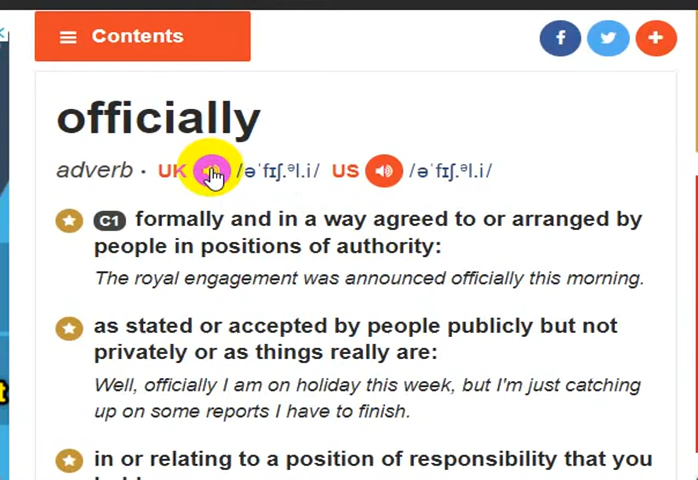 Contents
officially
adverb · UK /əˈfɪʃ.ᵊl.i/ US /əˈfɪʃ.ᵊl.i/
C1 formally and in a way agreed to or arranged by
people in positions of authority:
The royal engagement was announced officially this morning.
as stated or accepted by people publicly but not
privately or as things really are:
Well, officially I am on holiday this week, but I'm just catching
up on some reports I have to finish.
in or relating to a position of responsibility that you